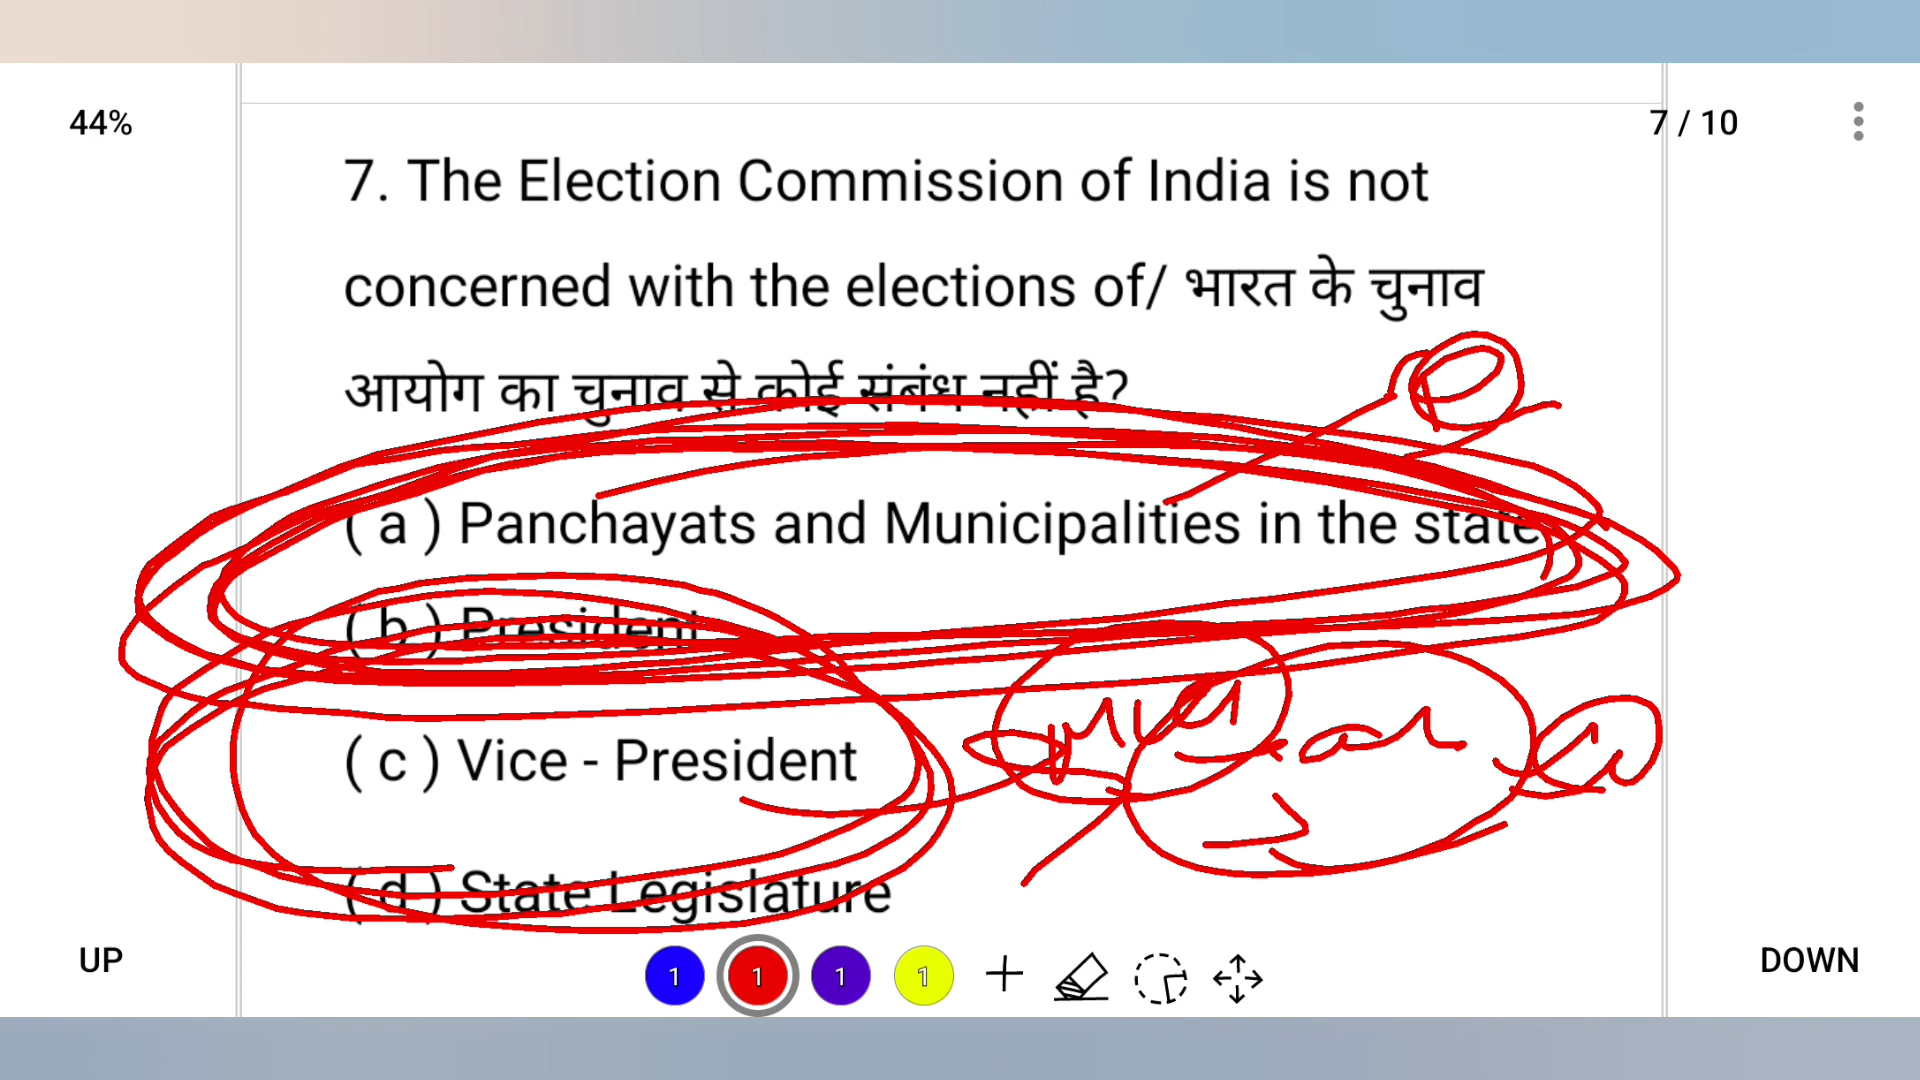 44%
7 / 10
7. The Election Commission of India is not
concerned with the elections of/ भारत के चुनाव
आयोग का चुनाव से कोई संबंध नहीं है?
( a ) Panchayats and Municipalities in the state
( b ) President
( c ) Vice - President
( d ) State Legislature
UP
1 1 1 1
DOWN